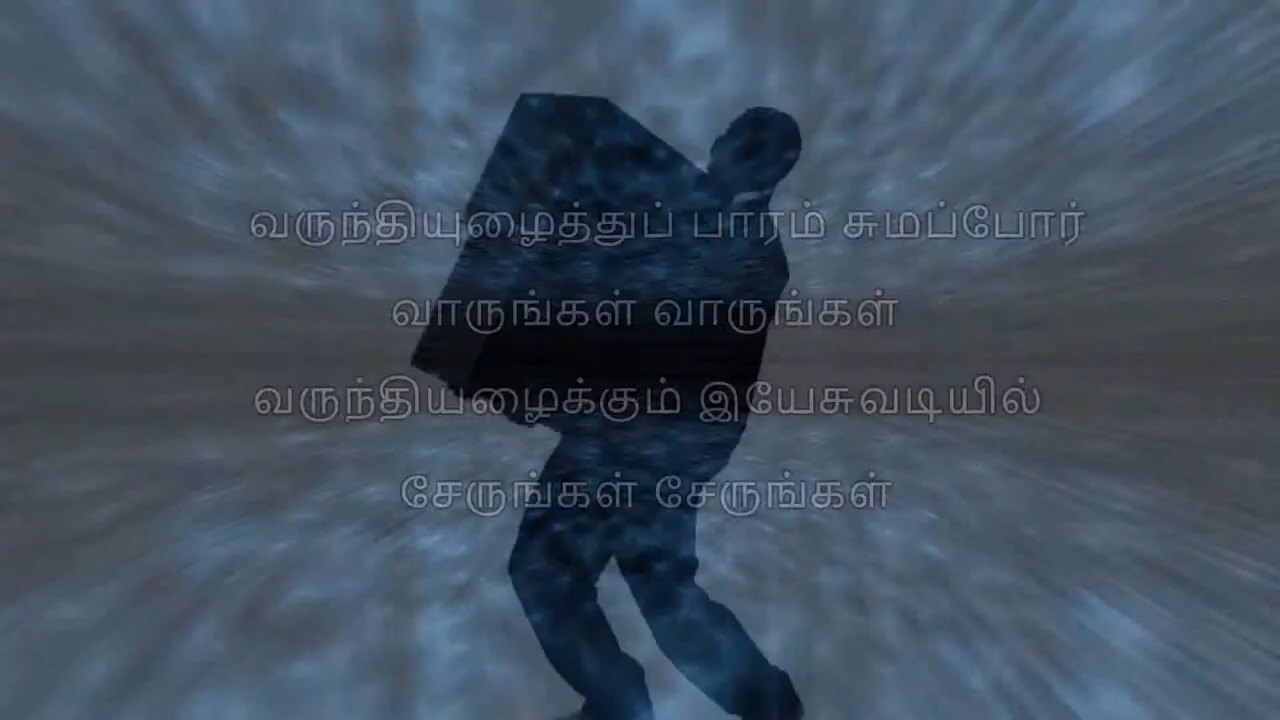 வருந்தியுழைத்துப் பாரம் சுமப்போர்
வாருங்கள் வாருங்கள்
வருந்தியழைக்கும் இயேசுவடியில்
சேருங்கள் சேருங்கள்